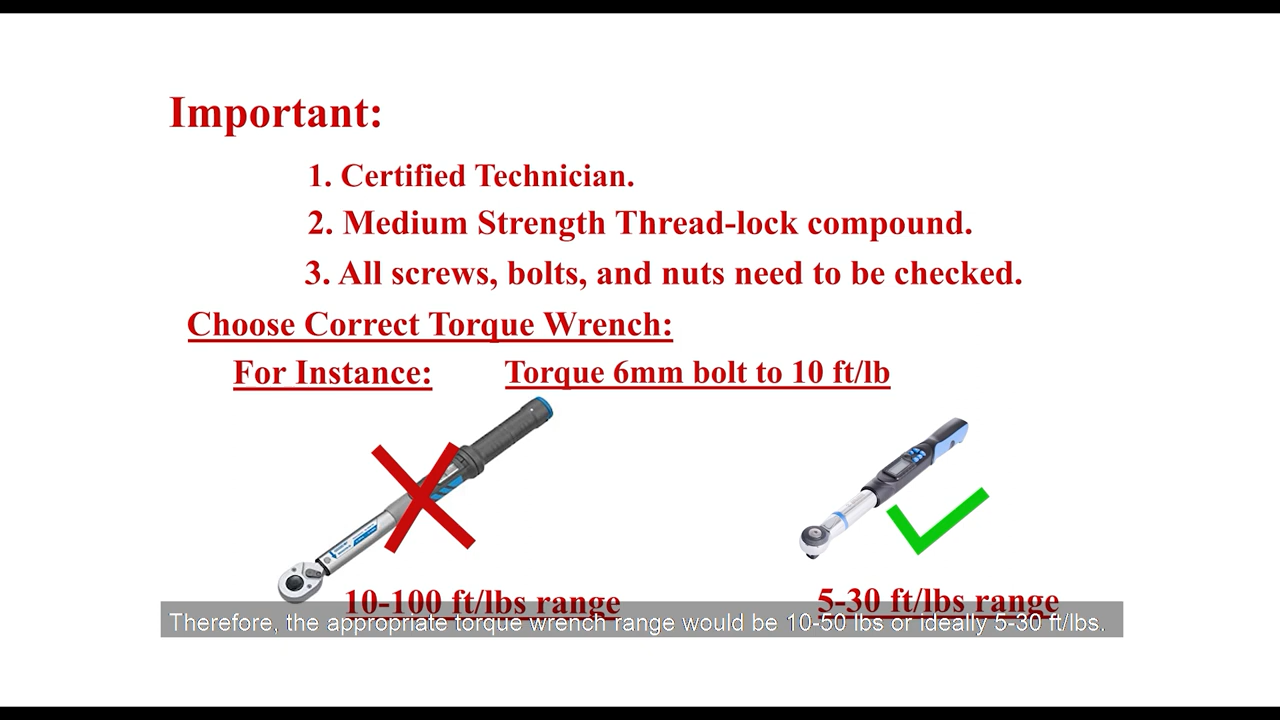 Important:
1. Certified Technician.
2. Medium Strength Thread-lock compound.
3. All screws, bolts, and nuts need to be checked.
Choose Correct Torque Wrench:
For Instance: Torque 6mm bolt to 10 ft/lb
10-100 ft/lbs range 5-30 ft/lbs range
Therefore, the appropriate torque wrench range would be 10-50 lbs or ideally 5-30 ft/lbs.